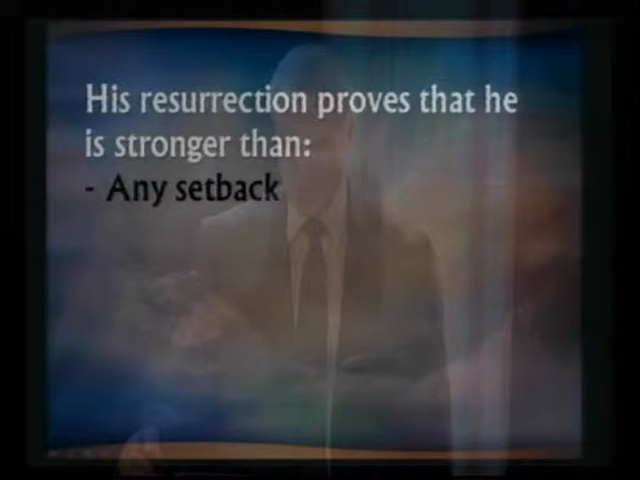 His resurrection proves that he
is stronger than:
- Any setback